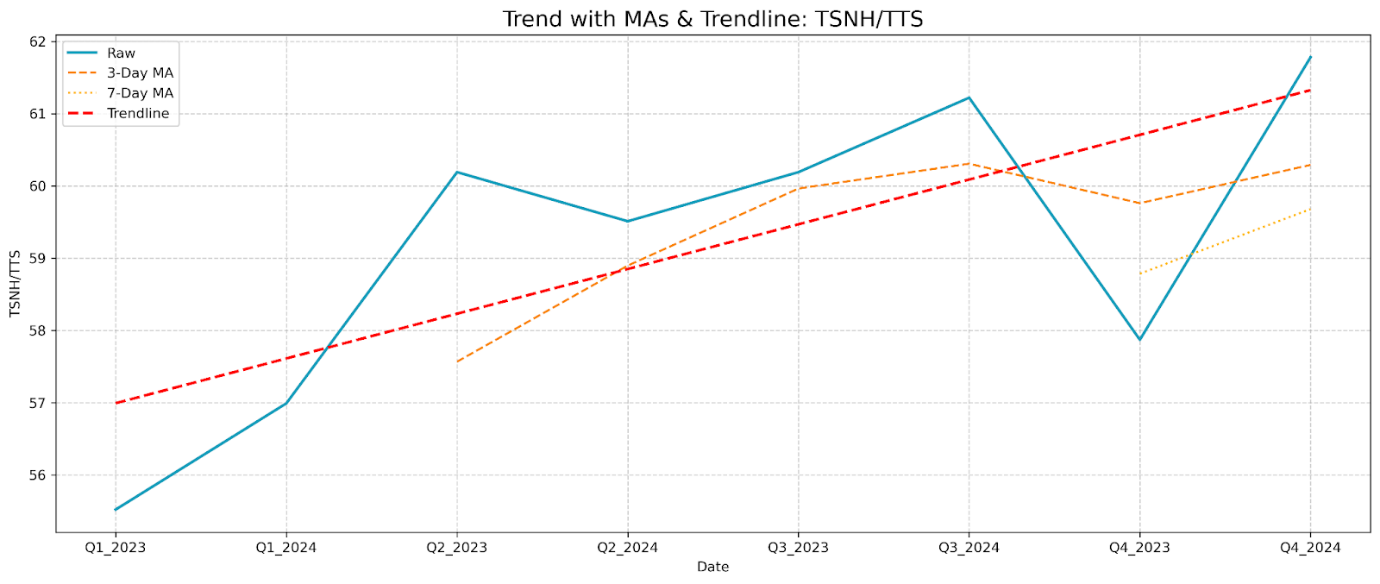 Trend with MAs & Trendline: TSNH/TTS
Raw
3-Day MA
7-Day MA
Trendline
62
61
60
59
58
57
56
TSNH/TTS
Q1_2023 Q1_2024 Q2_2023 Q2_2024 Q3_2023 Q3_2024 Q4_2023 Q4_2024
Date